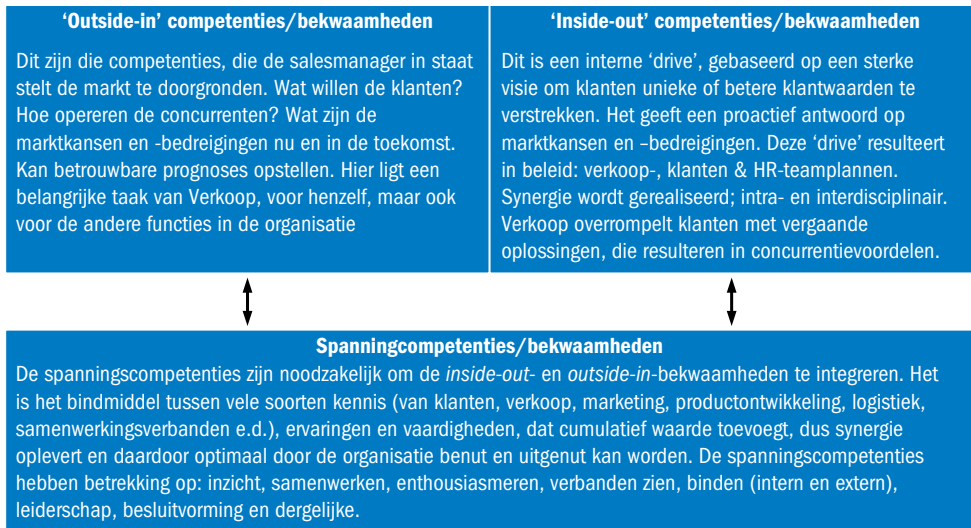 ‘Outside-in’ competenties/bekwaamheden
Dit zijn die competenties, die de salesmanager in staat
stelt de markt te doorgronden. Wat willen de klanten?
Hoe opereren de concurrenten? Wat zijn de
marktkansen en -bedreigingen nu en in de toekomst.
Kan betrouwbare prognoses opstellen. Hier ligt een
belangrijke taak van Verkoop, voor henzelf, maar ook
voor de andere functies in de organisatie
‘Inside-out’ competenties/bekwaamheden
Dit is een interne ‘drive’, gebaseerd op een sterke
visie om klanten unieke of betere klantwaarden te
verstrekken. Het geeft een proactief antwoord op
marktkansen en –bedreigingen. Deze ‘drive’ resulteert
in beleid: verkoop-, klanten & HR-teamplannen.
Synergie wordt gerealiseerd; intra- en interdisciplinair.
Verkoop overrompelt klanten met vergaande
oplossingen, die resulteren in concurrentievoordelen.
Spanningcompetenties/bekwaamheden
De spanningscompetenties zijn noodzakelijk om de inside-out- en outside-in-bekwaamheden te integreren. Het
is het bindmiddel tussen vele soorten kennis (van klanten, verkoop, marketing, productontwikkeling, logistiek,
samenwerkingsverbanden e.d.), ervaringen en vaardigheden, dat cumulatief waarde toevoegt, dus synergie
oplevert en daardoor optimaal door de organisatie benut en uitgenut kan worden. De spanningscompetenties
hebben betrekking op: inzicht, samenwerken, enthousiasmeren, verbanden zien, binden (intern en extern),
leiderschap, besluitvorming en dergelijke.